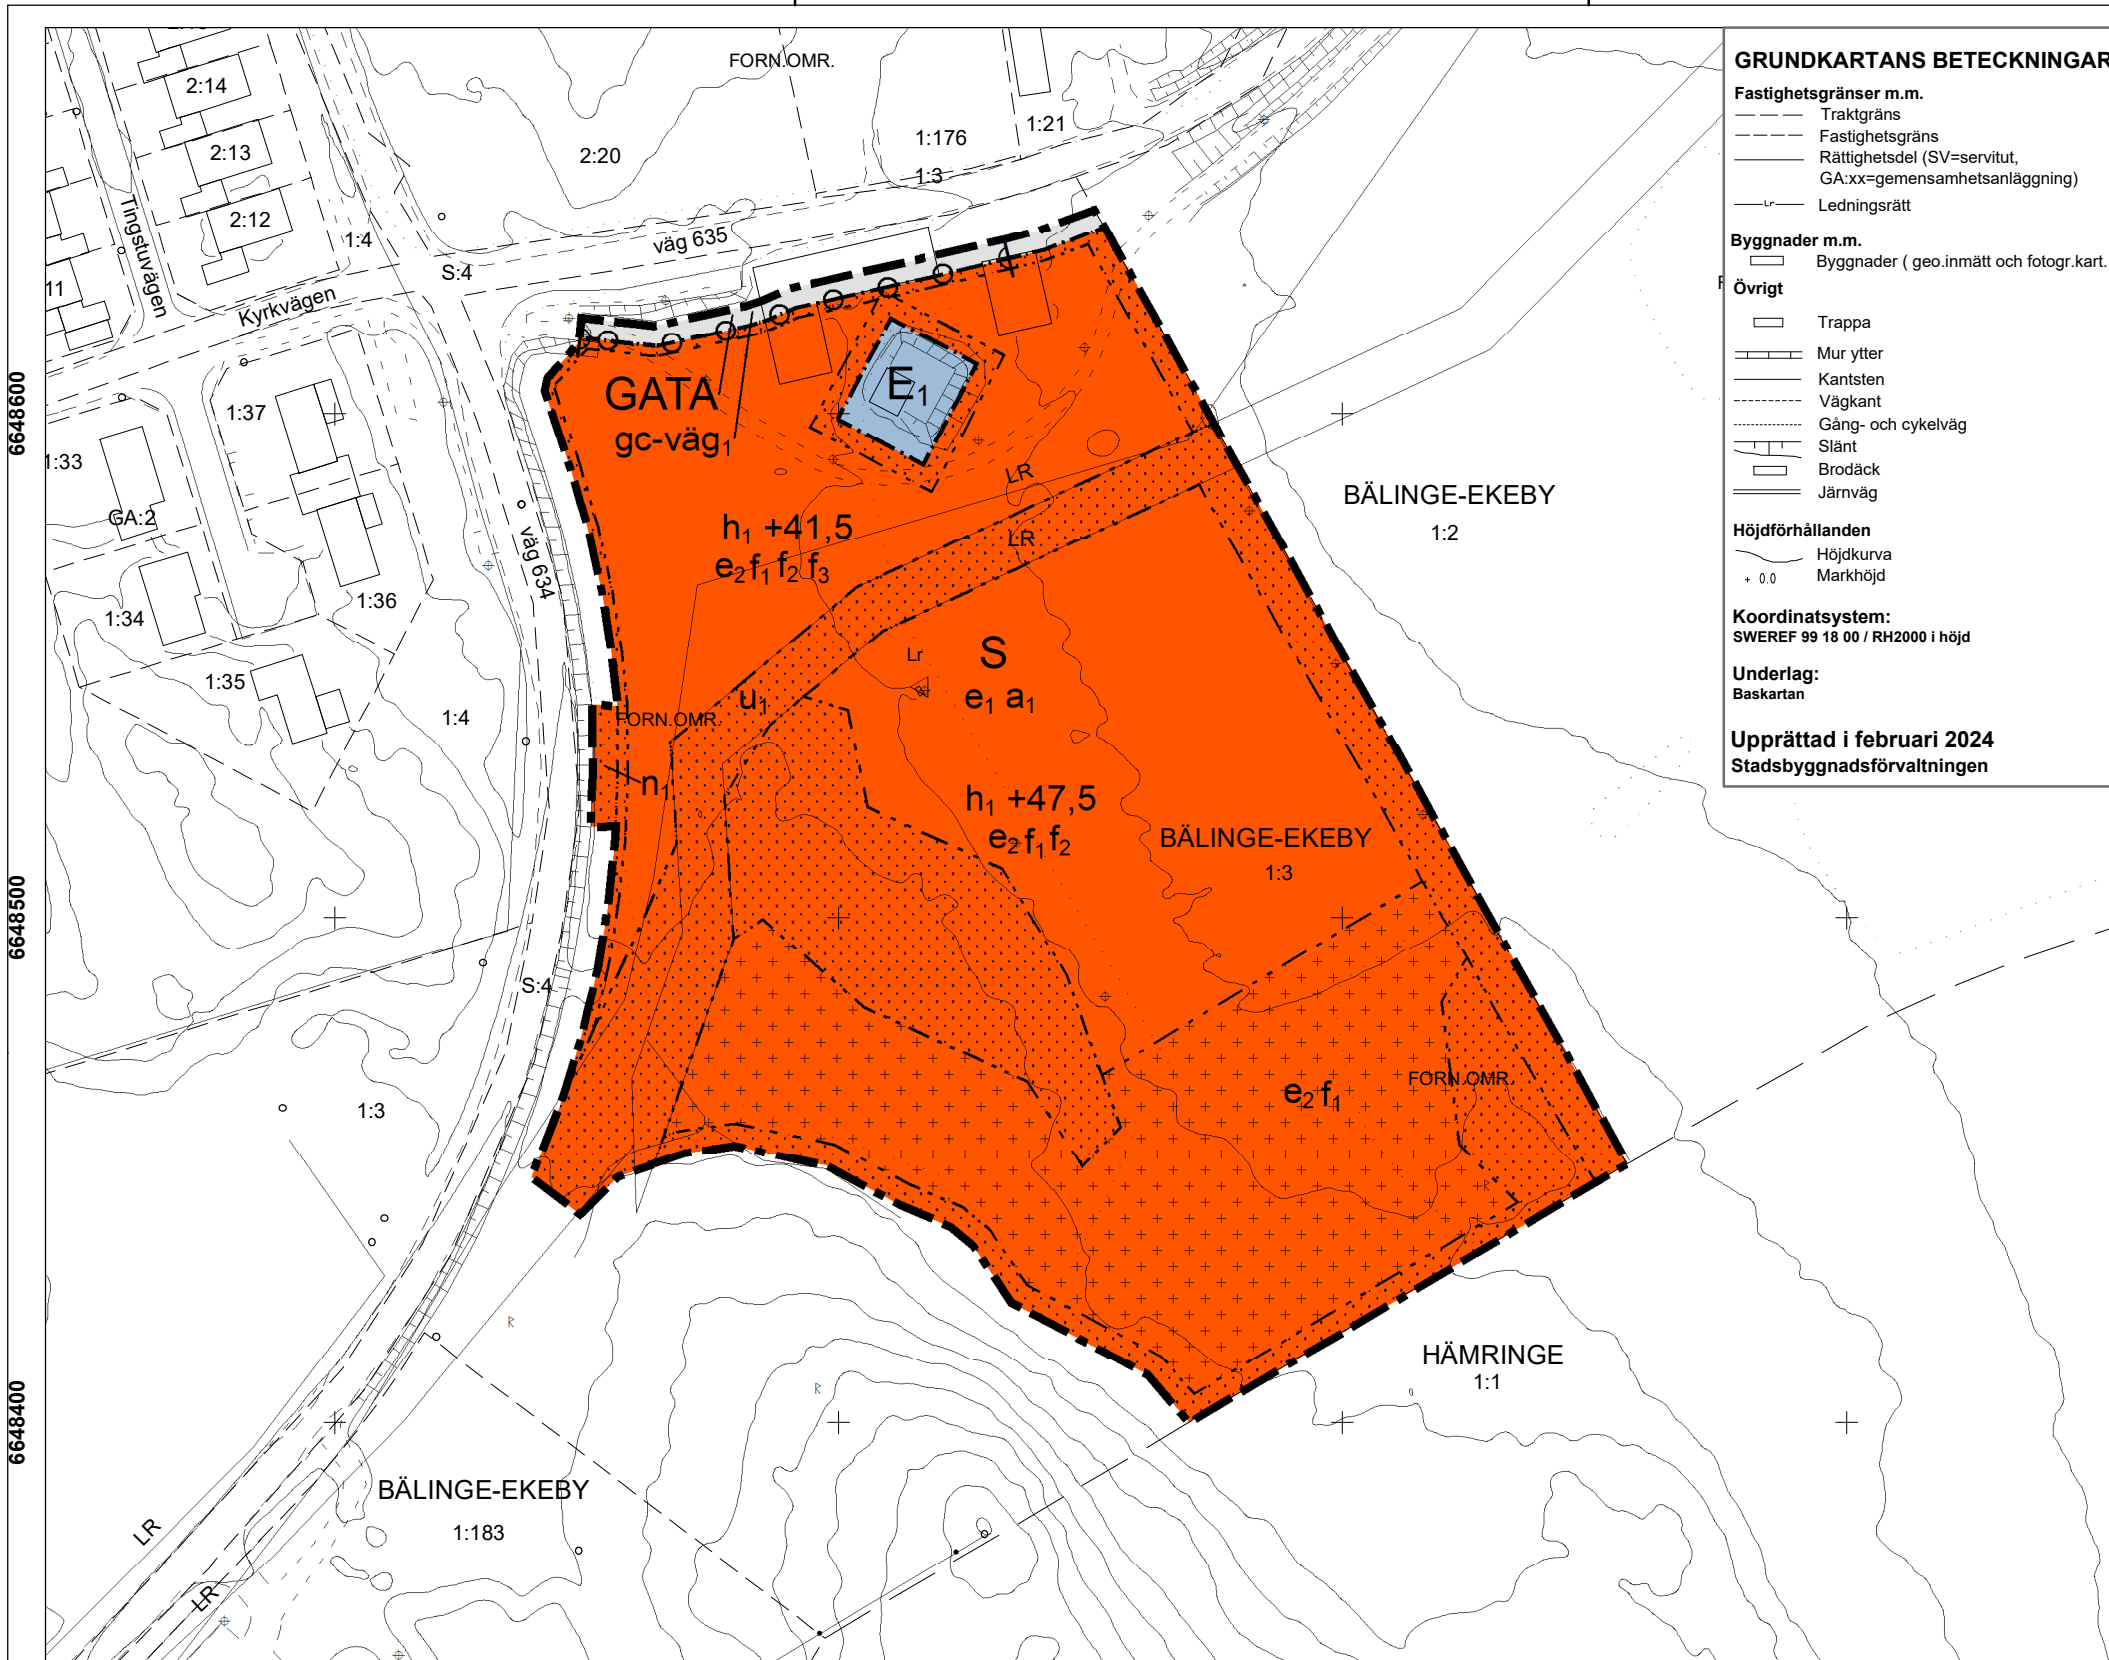 GRUNDKARTANS BETECKNINGAR
Fastighetsgränser m.m.
Traktgräns
Fastighetsgräns
Rättighetsdel (SV=servitut,
GA:xx=gemensamhetsanläggning)
Lr Ledningsrätt
Byggnader m.m.
Byggnader ( geo.inmätt och fotogr.kart.
Övrigt
Trappa
Mur ytter
Kantsten
Vägkant
Gång- och cykelväg
Slänt
Brodäck
Järnväg
Höjdförhållanden
Höjdkurva
+ 0.0 Markhöjd
Koordinatsystem:
SWEREF 99 18 00 / RH2000 i höjd
Underlag:
Baskartan
Upprättad i februari 2024
Stadsbyggnadsförvaltningen
FORN.OMR.
2:14
2:13
2:12
2:20
1:176
1:21
1:3
1:4
11
S:4
väg 635
Tingstuvägen
Kyrkvägen
6648600
GATA
gc-väg1
E1
1:37
1:33
GA:2
väg 634
1:34
1:36
1:35
1:4
LR
LR
h1 +41,5
e2 f1 f2 f3
BÄLINGE-EKEBY
1:2
Lr
S
e1 a1
u1
FORN.OMR.
n1
h1 +47,5
e2 f1 f2
BÄLINGE-EKEBY
1:3
6648500
S:4
1:3
e2 f1
FORN.OMR.
R
R
R
HÄMRINGE
1:1
6648400
BÄLINGE-EKEBY
1:183
LR
LR